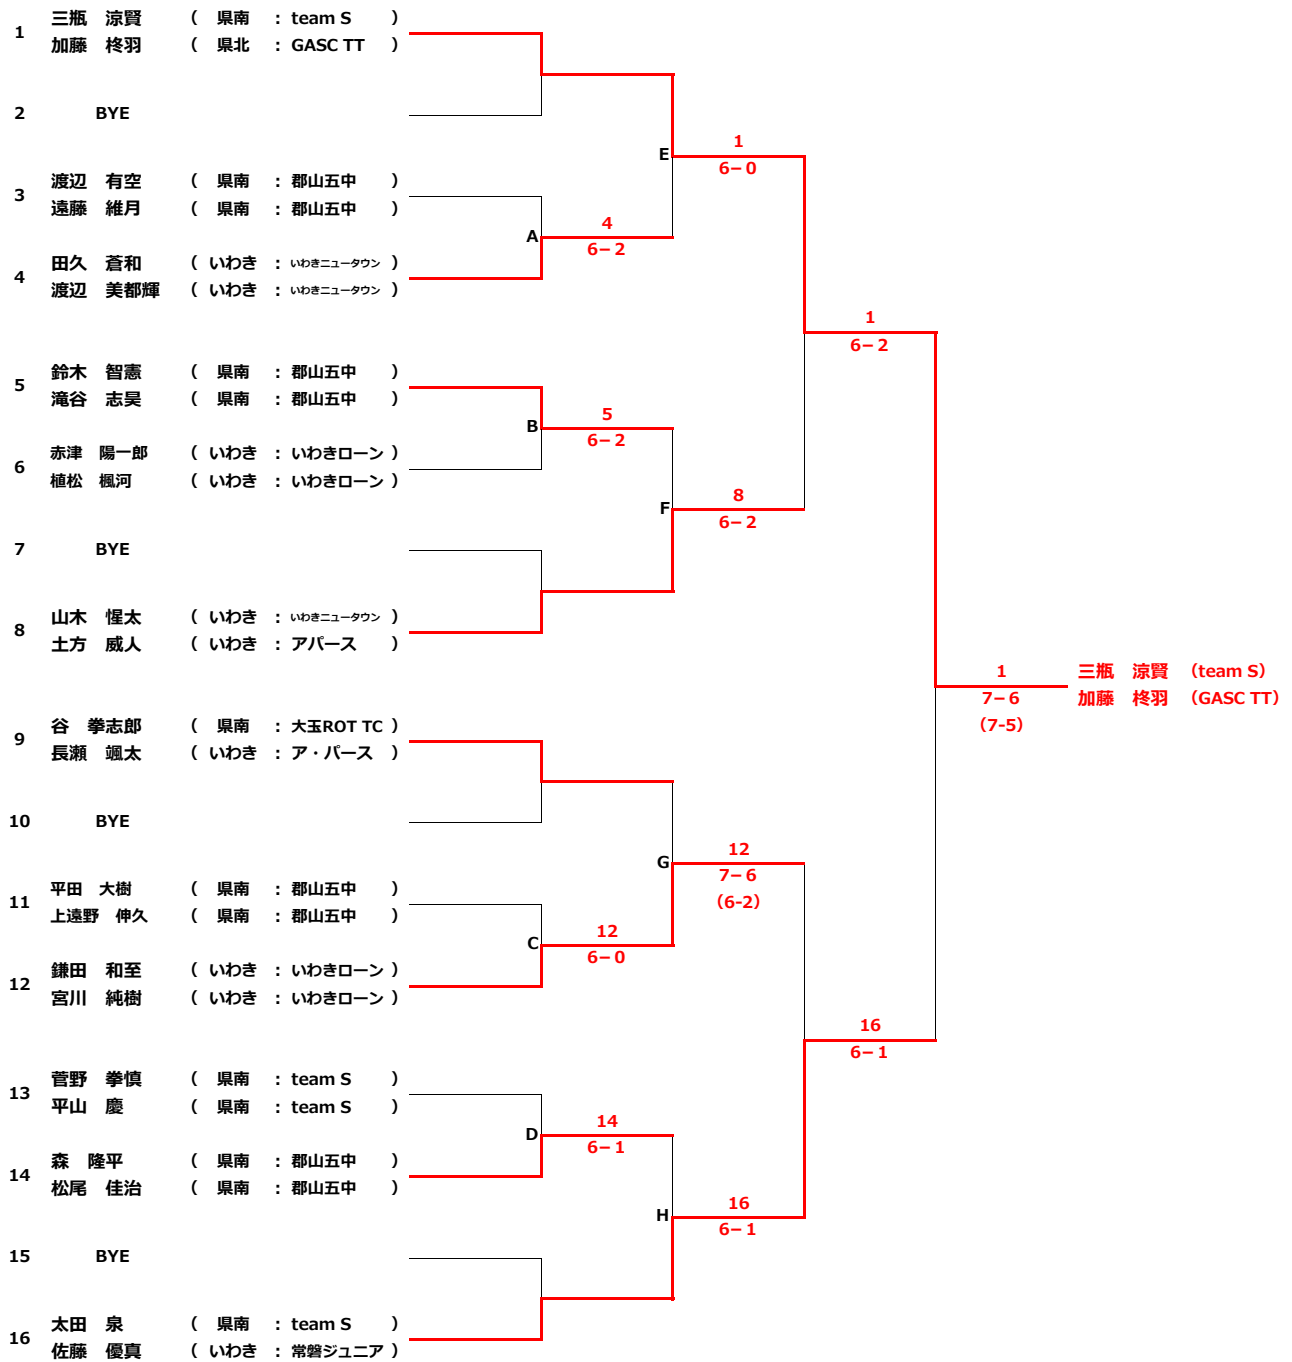 1 三瓶　涼賢 （　県南　：team S　）
加藤　柊羽 （　県北　：GASC TT　）
2 BYE
E
1
6−0
3 渡辺　有空 （　県南　：郡山五中　）
遠藤　維月 （　県南　：郡山五中　）
A
4
6−2
4 田久　蒼和 （ いわき ：いわきニュータウン ）
渡辺　美都輝 （ いわき ：いわきニュータウン ）
1
6−2
5 鈴木　智憲 （　県南　：郡山五中　）
滝谷　志昊 （　県南　：郡山五中　）
B
5
6−2
6 赤津　陽一郎 （ いわき ：いわきローン ）
植松　楓河 （ いわき ：いわきローン ）
F
8
6−2
7 BYE
8 山木　惺太 （ いわき ：いわきニュータウン ）
土方　威人 （ いわき ：アパース　）
1
7−6
（7-5）
三瓶　涼賢　（team S）
加藤　柊羽　（GASC TT）
9 谷　拳志郎 （　県南　：大玉ROT TC ）
長瀬　颯太 （ いわき ：ア・パース　）
10 BYE
G
12
7−6
（6-2）
11 平田　大樹 （　県南　：郡山五中　）
上遠野　伸久 （　県南　：郡山五中　）
C
12
6−0
12 鎌田　和至 （ いわき ：いわきローン ）
宮川　純樹 （ いわき ：いわきローン ）
16
6−1
13 菅野　拳慎 （　県南　：team S　）
平山　慶 （　県南　：team S　）
D
14
6−1
14 森　隆平 （　県南　：郡山五中　）
松尾　佳治 （　県南　：郡山五中　）
H
16
6−1
15 BYE
16 太田　泉 （　県南　：team S　）
佐藤　優真 （ いわき ：常磐ジュニア ）